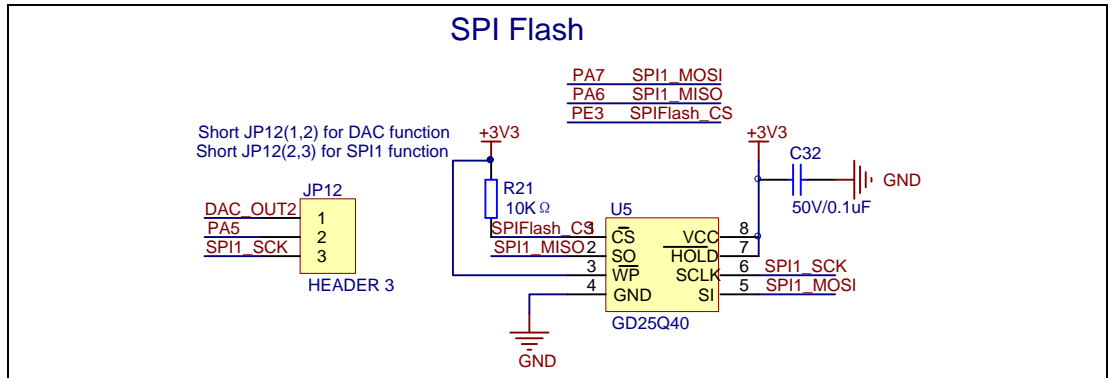 SPI Flash
PA7 SPI1_MOSI
PA6 SPI1_MISO
PE3 SPIFlash_CS
Short JP12(1,2) for DAC function
Short JP12(2,3) for SPI1 function
+3V3
+3V3
C32
GND
50V/0.1uF
R21
10KΩ
JP12
DAC_OUT2 1
PA5 2
SPI1_SCK 3
HEADER 3
U5
SPIFlash_CS 1 CS VCC 8
SPI1_MISO 2 SO HOLD 7
3 WP SCLK 6 SPI1_SCK
4 GND SI 5 SPI1_MOSI
GD25Q40
GND